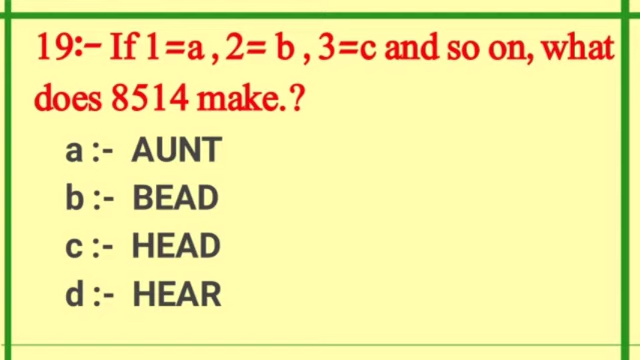 19:- If 1=a , 2= b , 3=c and so on, what
does 8514 make.?
a :- AUNT
b :- BEAD
c :- HEAD
d :- HEAR